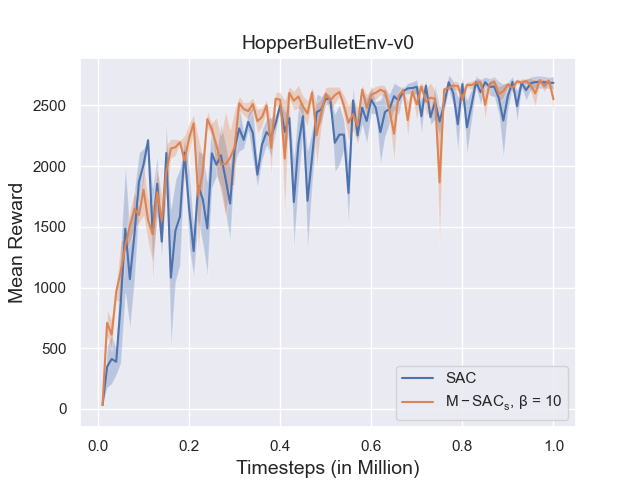 HopperBulletEnv-v0
2500
2000
1500
1000
500
0
Mean Reward
0.0 0.2 0.4 0.6 0.8 1.0
Timesteps (in Million)
SAC
M−SACₛ, β = 10